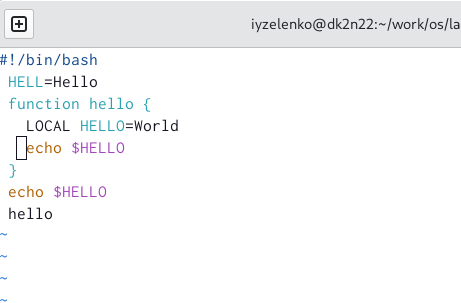 iyzelenko@dk2n22:~/work/os/la
#!/bin/bash
HELL=Hello
function hello {
LOCAL HELLO=World
echo $HELLO
}
echo $HELLO
hello
~
~
~
~